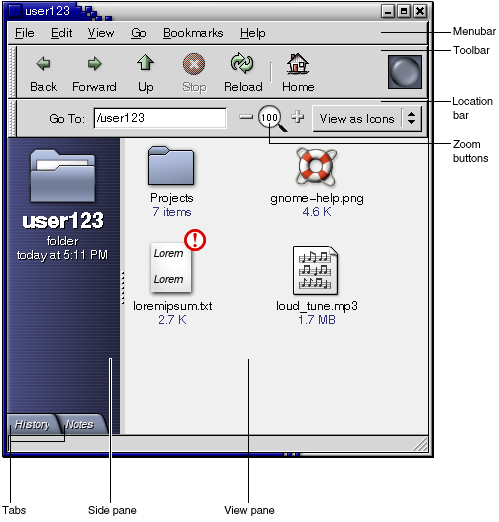 user123
File Edit View Go Bookmarks Help
Menubar
Toolbar
Back Forward Up Stop Reload Home
Location
bar
Go To: /user123 100 View as Icons
Zoom
buttons
user123
folder
today at 5:11 PM
Projects
7 items
gnome-help.png
4.6 K
Lorem
Lorem
loremipsum.txt
2.7 K
loud_tune.mp3
1.7 MB
History Notes
Tabs Side pane View pane